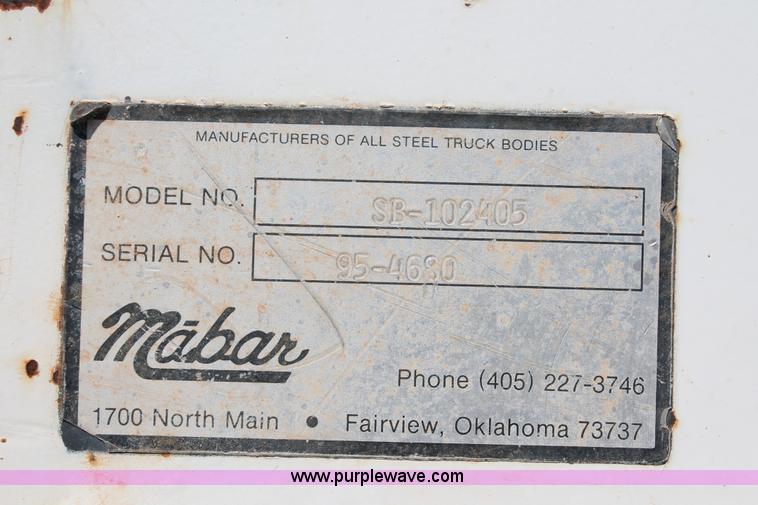 MANUFACTURERS OF ALL STEEL TRUCK BODIES
MODEL NO. SB-102405
SERIAL NO. 95-4680
Mābar
Phone (405) 227-3746
1700 North Main • Fairview, Oklahoma 73737
www.purplewave.com